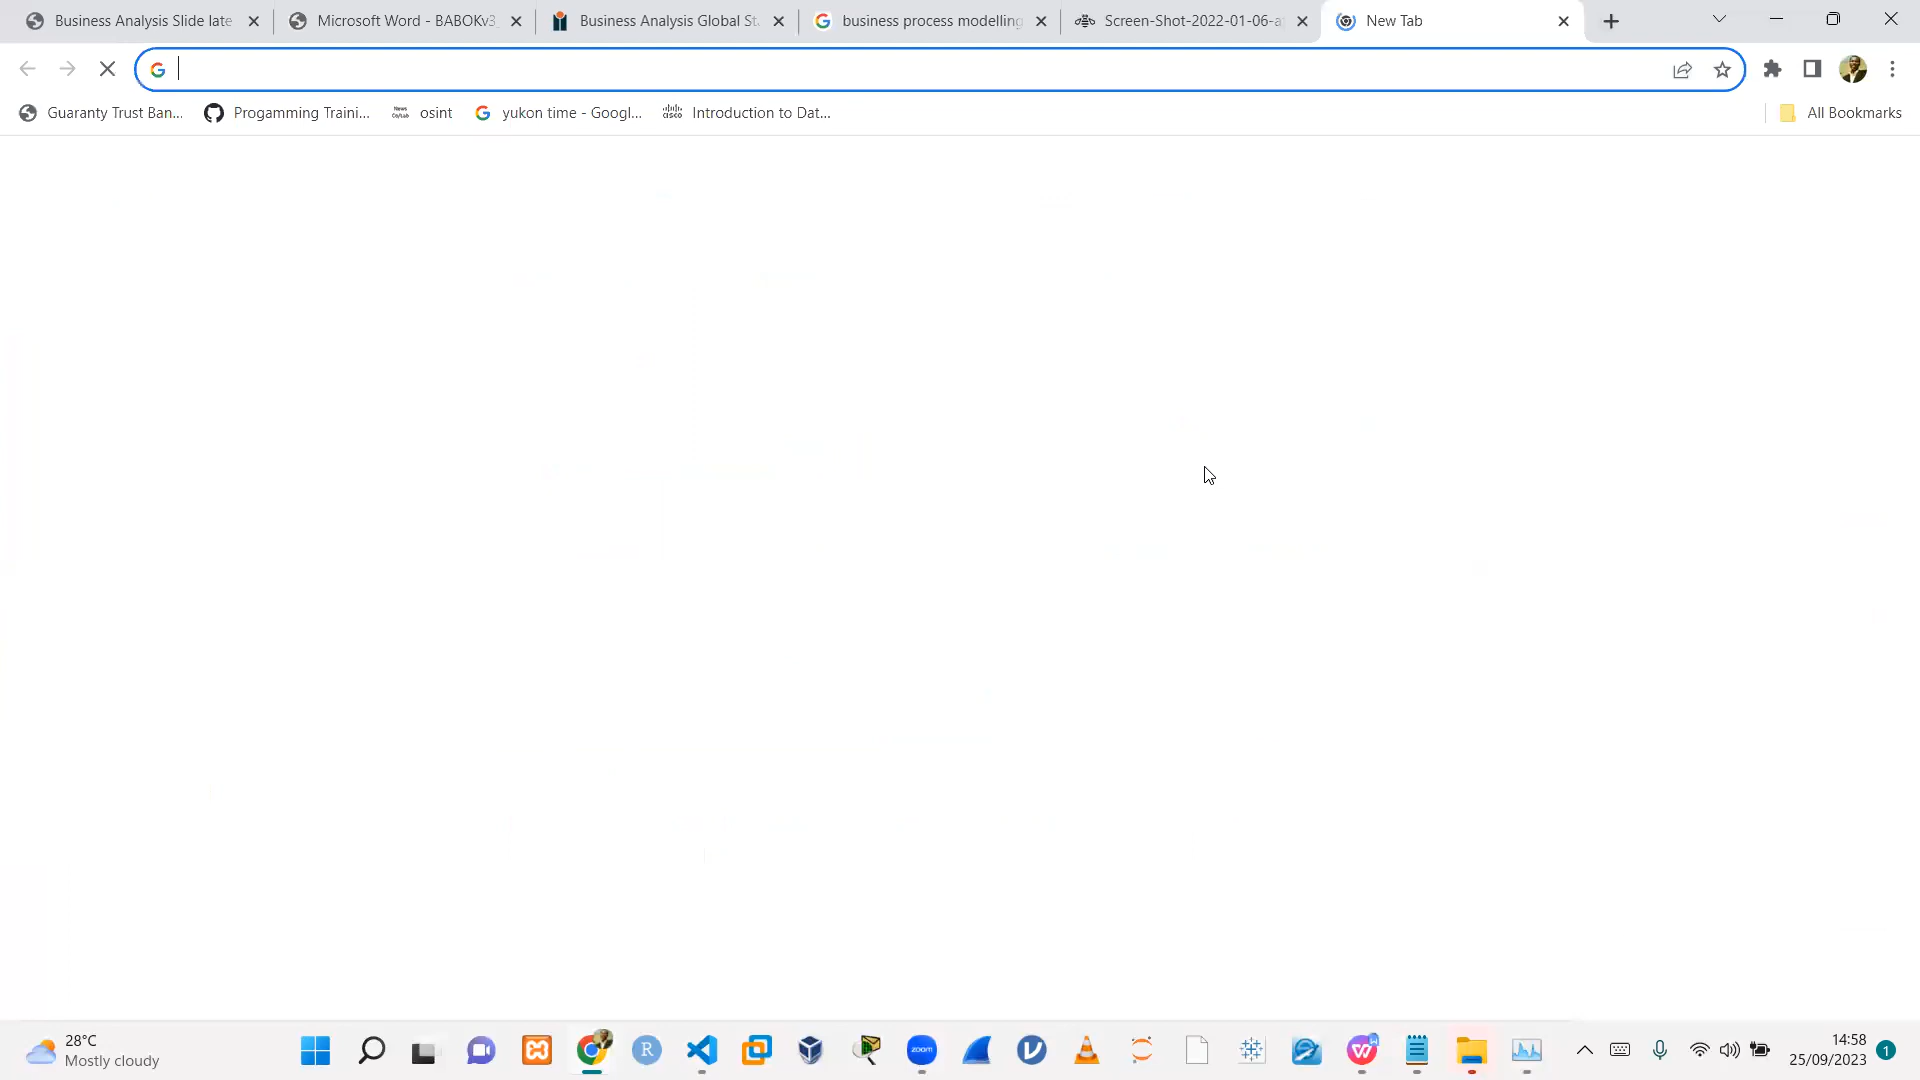 Business Analysis Slide late
Microsoft Word - BABOKv3
Business Analysis Global St
business process modelling
Screen-Shot-2022-01-06-a
New Tab
Guaranty Trust Ban...
Progamming Traini...
osint
yukon time - Googl...
Introduction to Dat...
All Bookmarks
28°C
Mostly cloudy
zoom
14:58
25/09/2023
1